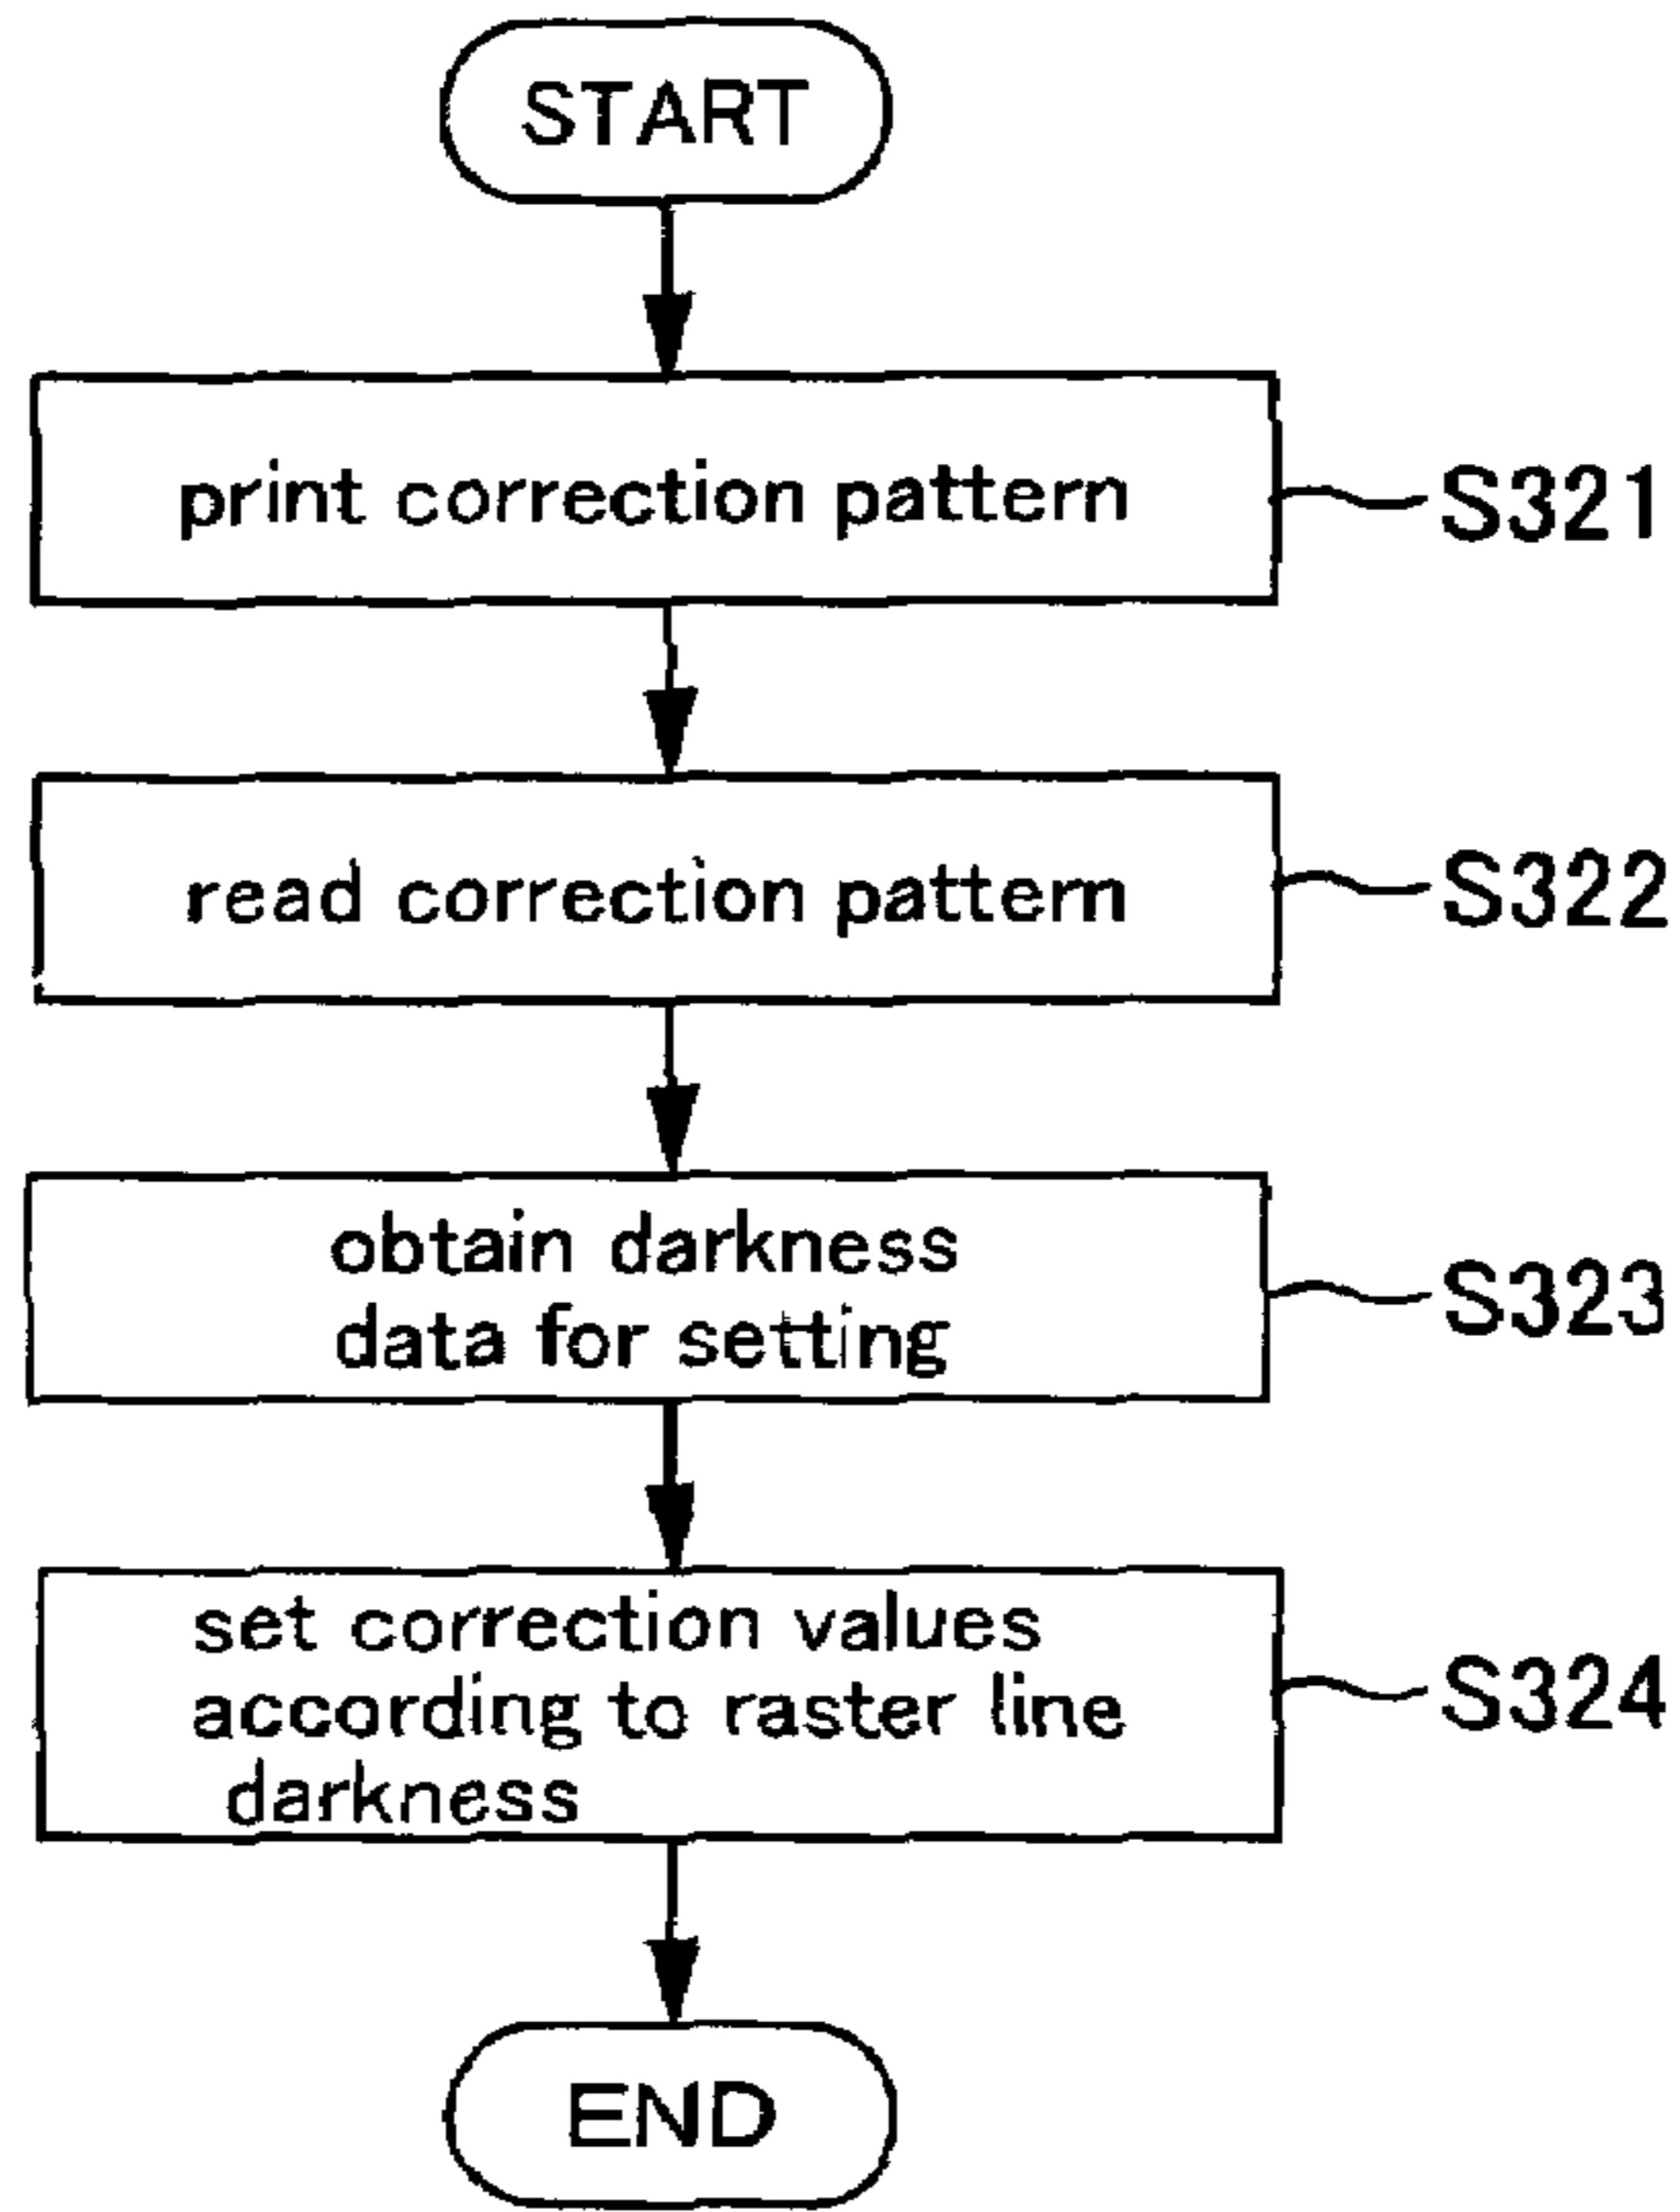 START
print correction pattern
S321
read correction pattern
S322
obtain darkness
data for setting
S323
set correction values
according to raster line
darkness
S324
END